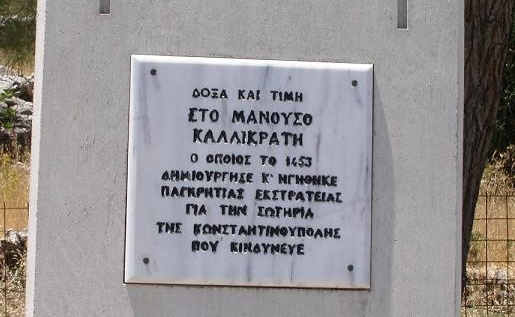 ΔΟΞΑ ΚΑΙ ΤΙΜΗ
ΣΤΟ ΜΑΝΟΥΣΟ
ΚΑΛΛΙΚΡΑΤΗ
Ο ΟΠΟΙΟΣ ΤΟ 1453
ΔΗΜΙΟΥΡΓΗΣΕ Κ' ΗΓΗΘΗΚΕ
ΠΑΓΚΡΗΤΙΑΣ ΕΚΣΤΡΑΤΕΙΑΣ
ΓΙΑ ΤΗΝ ΣΩΤΗΡΙΑ
ΤΗΣ ΚΩΝΣΤΑΝΤΙΝΟΥΠΟΛΗΣ
ΠΟΥ ΚΙΝΔΥΝΕΥΕ